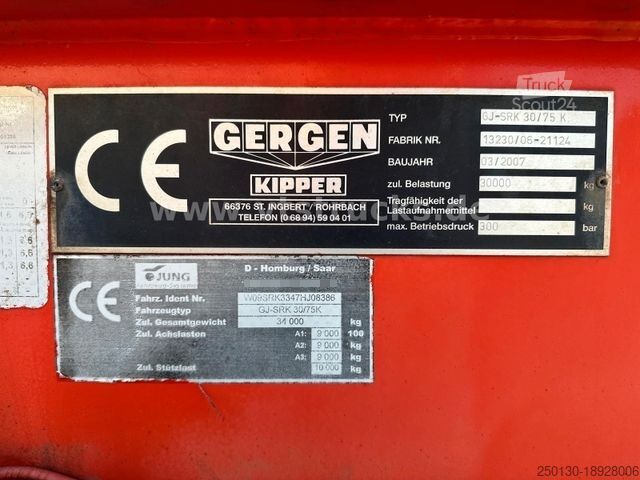 Truck
Scout24
CE
GERGEN
KIPPER
66376 ST. INGBERT / ROHRBACH
TELEFON (0 68 94) 59 04 01
TYP GJ-SRK 30/75 K
FABRIK NR. 13230/06-21124
BAUJAHR 03/2007
zul. Belastung 30000 kg
Tragfähigkeit der
Lastaufnahmemittel kg
max. Betriebsdruck 300 bar
CE
JUNG
D - Homburg / Saar
Fahrz. Ident Nr. W09SRK3347HJ08386
Fahrzeugtyp GJ-SRK 30/75K
Zul. Gesamtgewicht 34 000 kg
Zul. Achslasten A1: 9 000 100
A2: 9 000 kg
A3: 9 000 kg
Zul. Stützlast 10 000 kg
250130-18928006